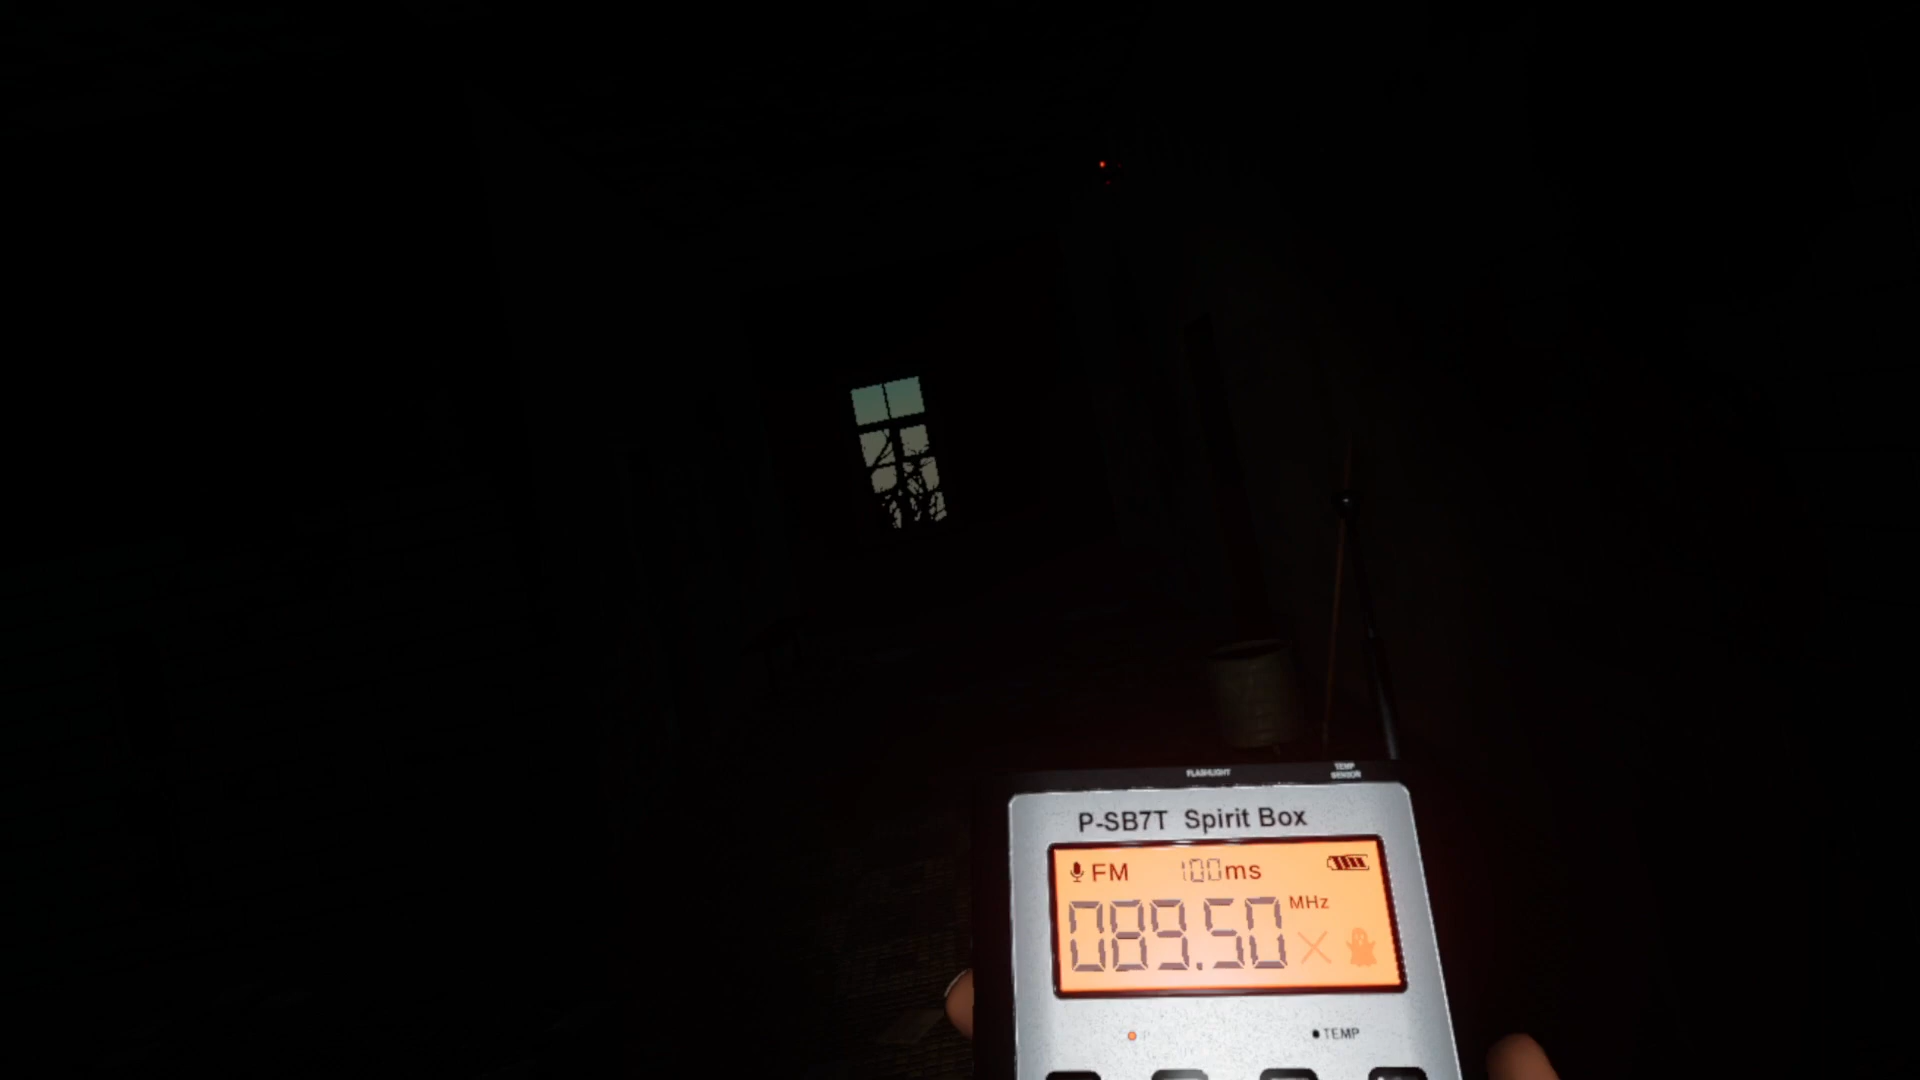 FLASHLIGHT
TEMP
SENSOR
P-SB7T Spirit Box
FM 100ms
089.50 MHz
TEMP